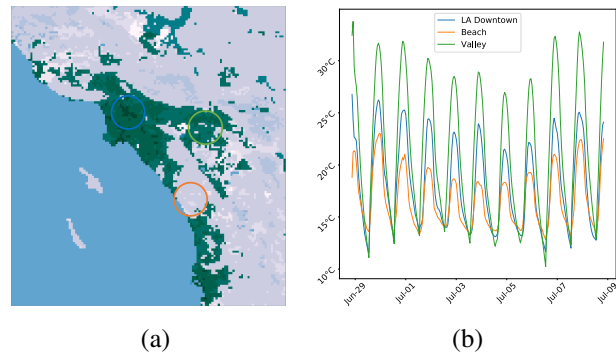 LA Downtown
Beach
Valley
30°C
25°C
20°C
15°C
10°C
Jun-29
Jul-01
Jul-03
Jul-05
Jul-07
Jul-09
(a)
(b)